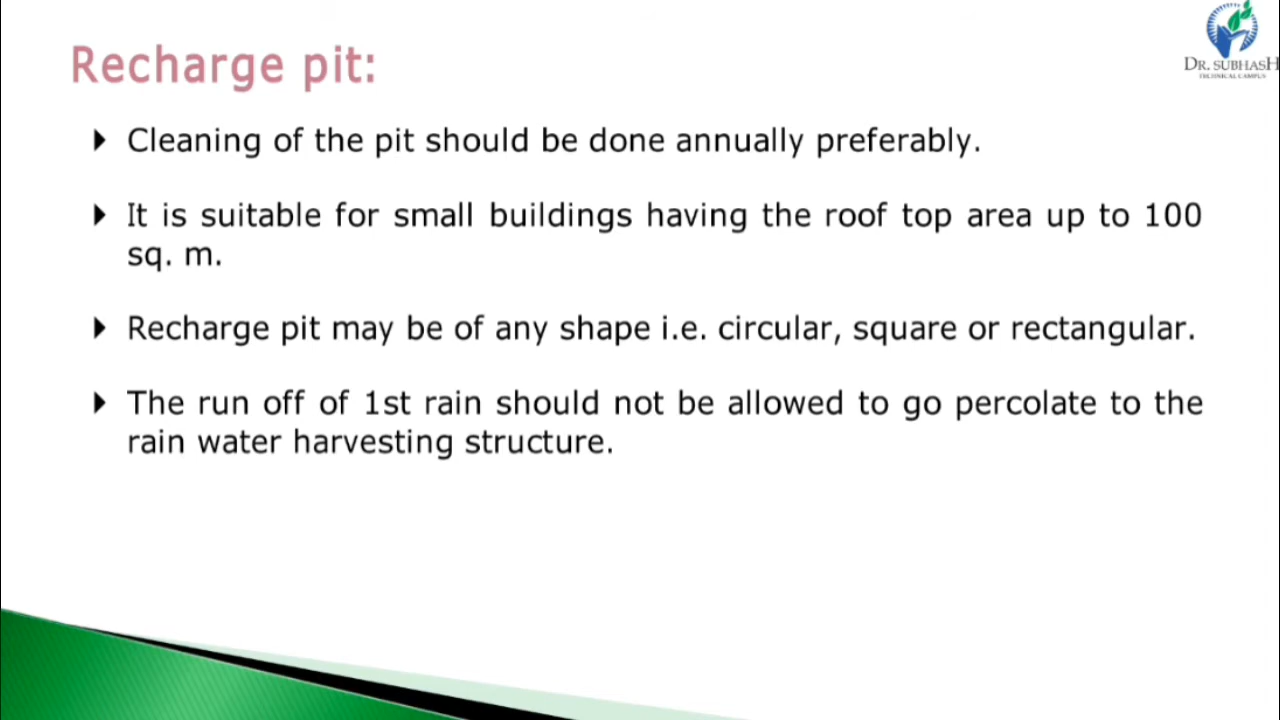 DR. SUBHASH
TECHNICAL CAMPUS
Recharge pit:
Cleaning of the pit should be done annually preferably.
It is suitable for small buildings having the roof top area up to 100
sq. m.
Recharge pit may be of any shape i.e. circular, square or rectangular.
The run off of 1st rain should not be allowed to go percolate to the
rain water harvesting structure.